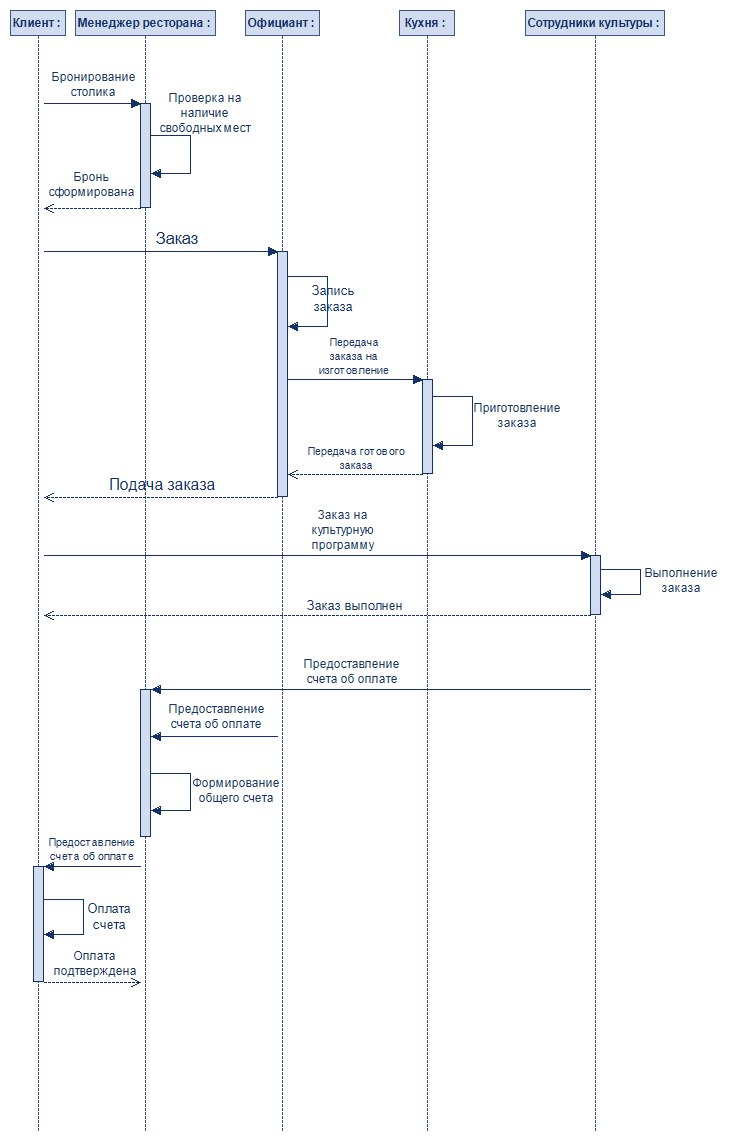 Клиент :
Менеджер ресторана :
Официант :
Кухня :
Сотрудники культуры :
Бронирование
столика
Проверка на
наличие
свободных мест
Бронь
сформирована
Заказ
Запись
заказа
Передача
заказа на
изготовление
Приготовление
заказа
Передача готового
заказа
Подача заказа
Заказ на
культурную
программу
Выполнение
заказа
Заказ выполнен
Предоставление
счета об оплате
Предоставление
счета об оплате
Формирование
общего счета
Предоставление
счета об оплате
Оплата
счета
Оплата
подтверждена